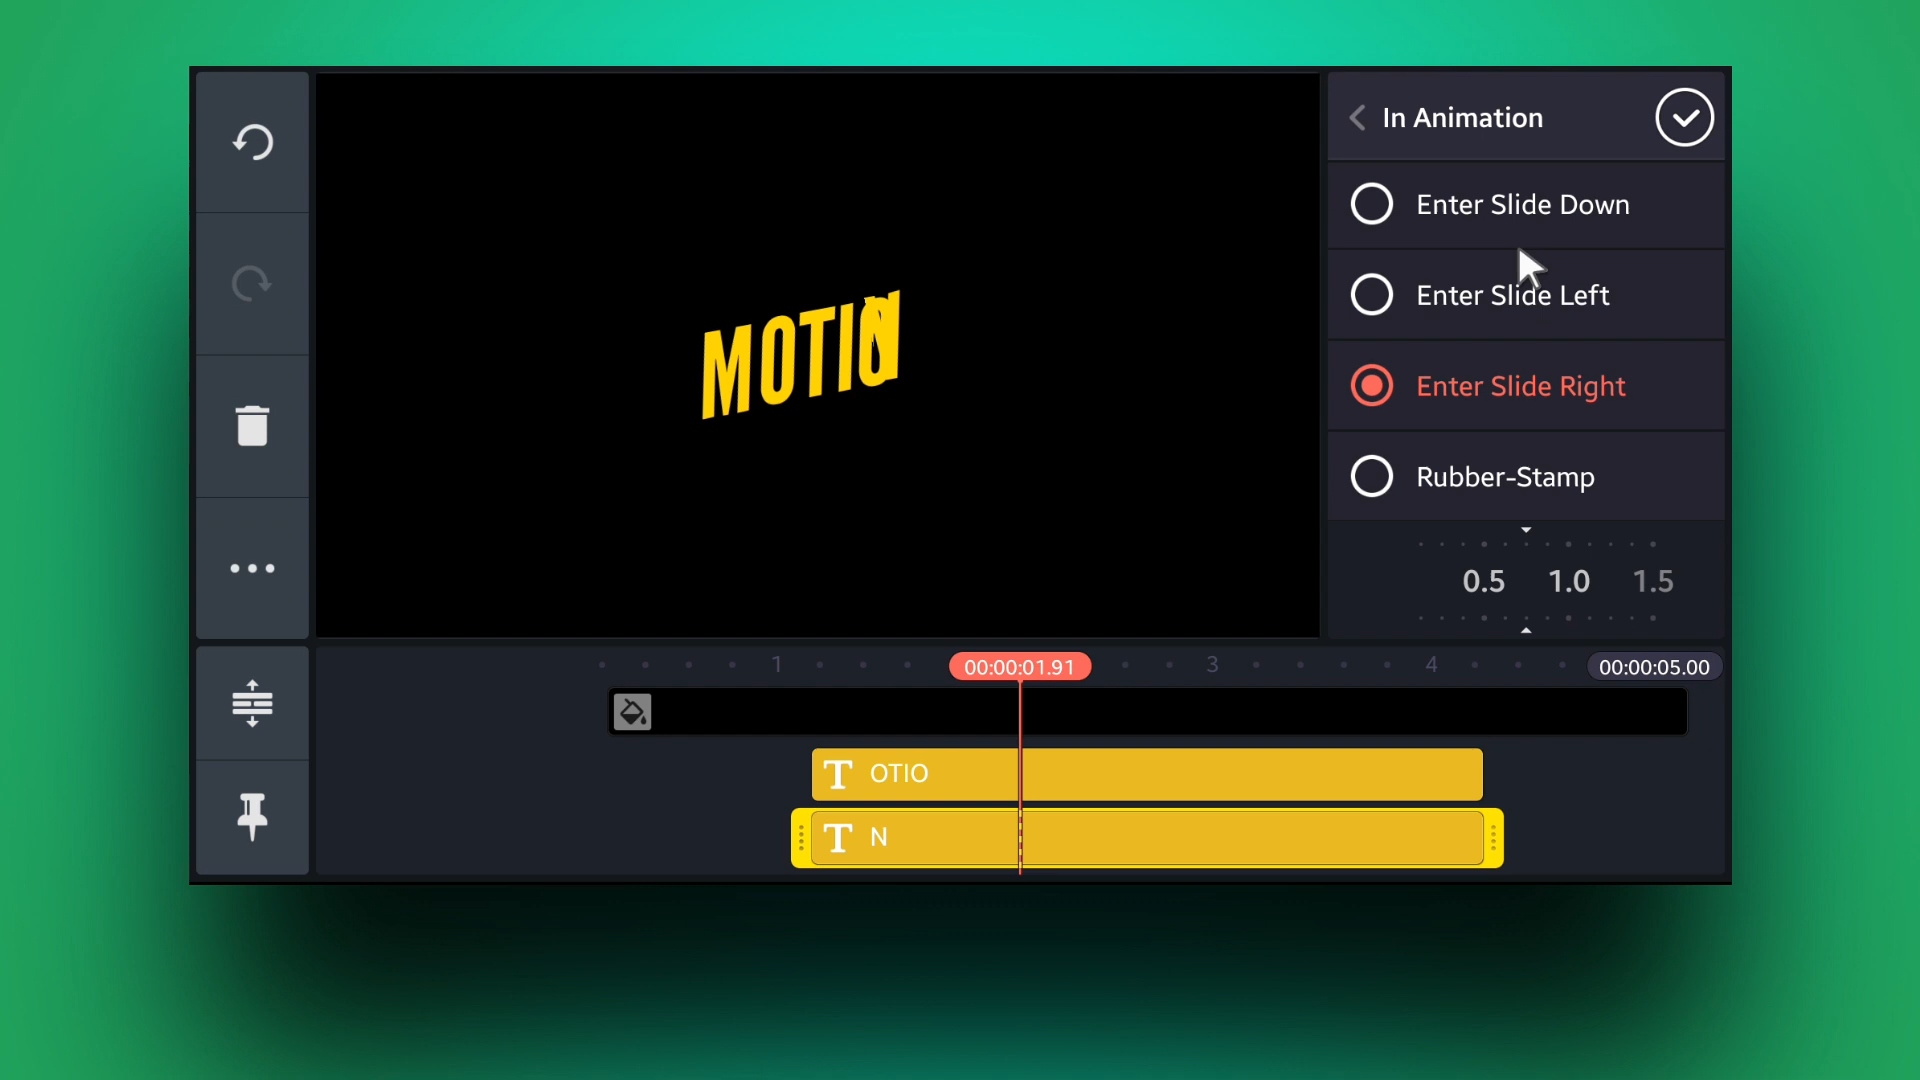 In Animation
Enter Slide Down
Enter Slide Left
Enter Slide Right
Rubber-Stamp
0.5 1.0 1.5
MOTION
1 00:00:01.91 3 4 00:00:05.00
T OTIO
T N